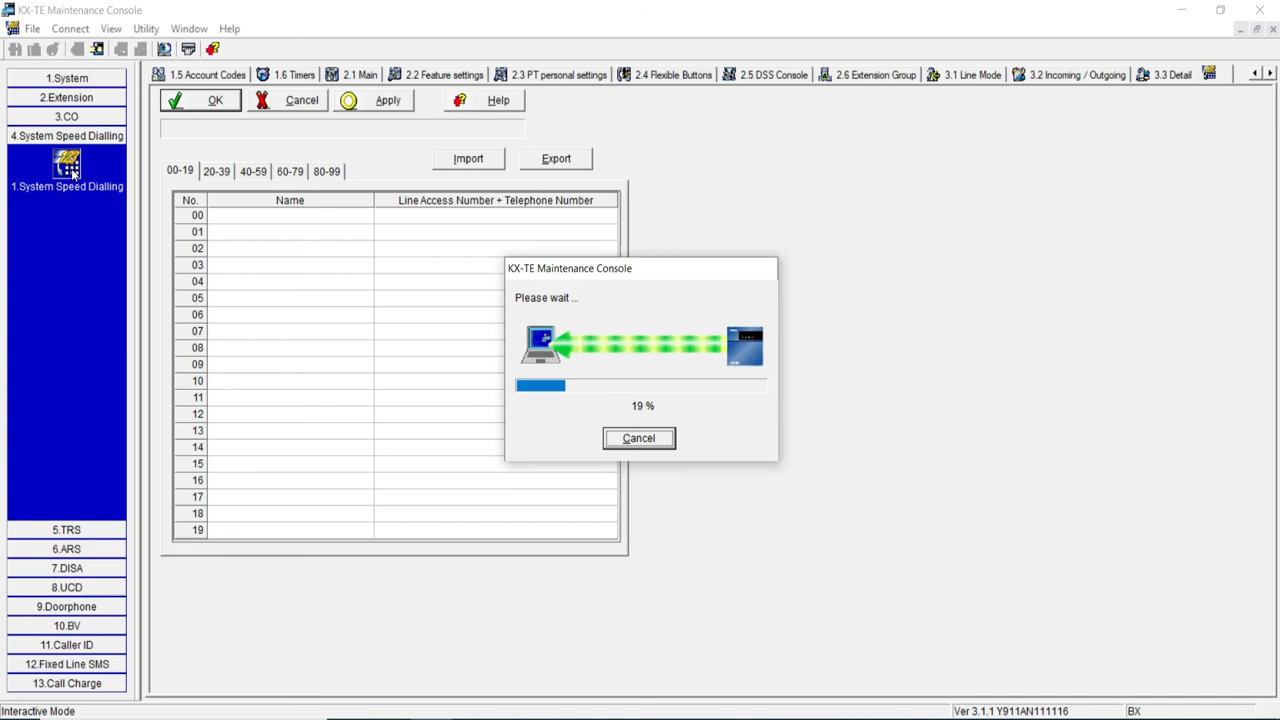 KX-TE Maintenance Console
File Connect View Utility Window Help
1.System
2.Extension
3.CO
4.System Speed Dialling
1.System Speed Dialling
5.TRS
6.ARS
7.DISA
8.UCD
9.Doorphone
10.BV
11.Caller ID
12.Fixed Line SMS
13.Call Charge
1.5 Account Codes 1.6 Timers 2.1 Main 2.2 Feature settings 2.3 PT personal settings 2.4 Flexible Buttons 2.5 DSS Console 2.6 Extension Group 3.1 Line Mode 3.2 Incoming / Outgoing 3.3 Detail
OK Cancel Apply Help
Import Export
00-19 20-39 40-59 60-79 80-99
No. Name Line Access Number + Telephone Number
00
01
02
03
04
05
06
07
08
09
10
11
12
13
14
15
16
17
18
19
KX-TE Maintenance Console
Please wait ...
19 %
Cancel
Interactive Mode Ver 3.1.1 Y911AN111116 BX